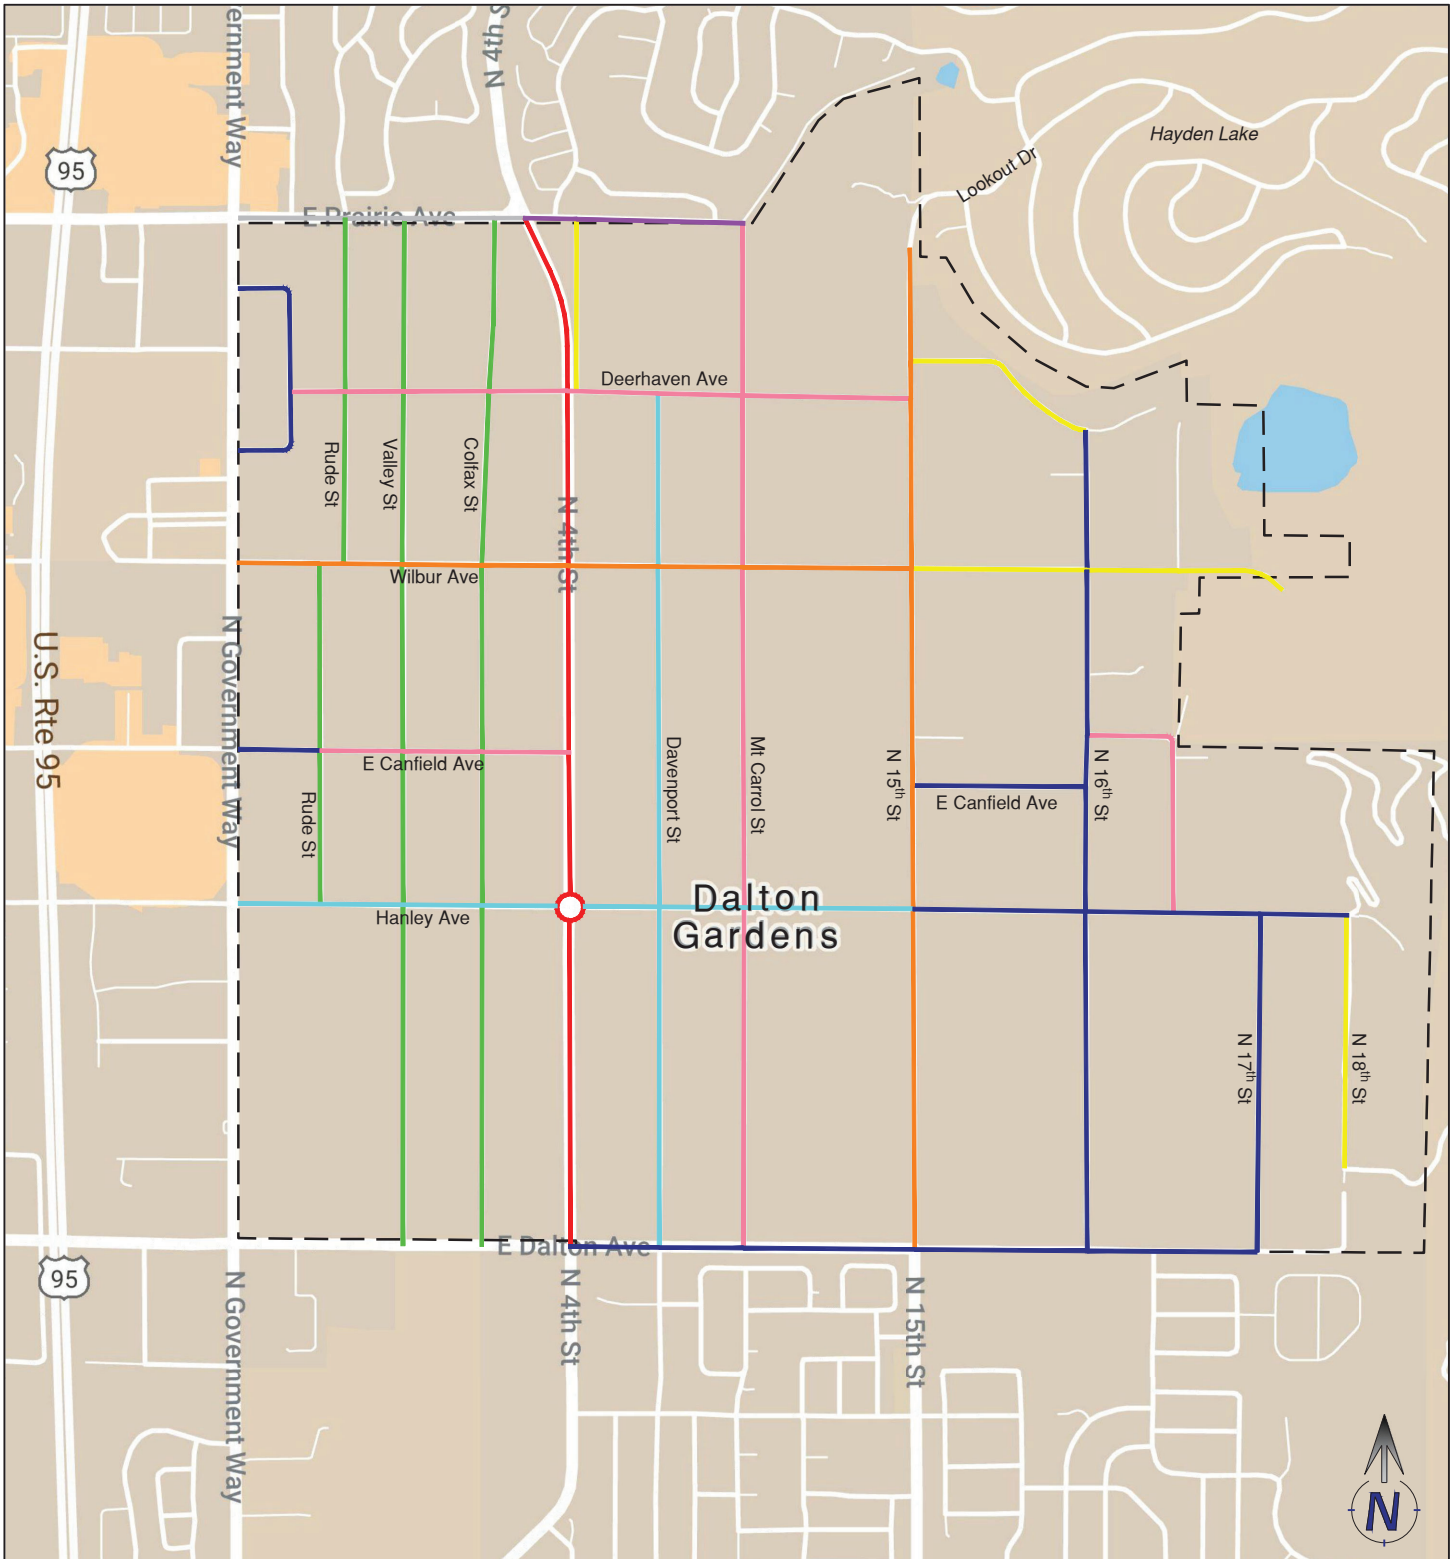 ernment Way
N 4th S
Hayden Lake
95
Lookout Dr
E Prairie Ave
Deerhaven Ave
Rude St
Valley St
Colfax St
N 4th St
Wilbur Ave
N Government Way
U.S. Rte 95
Davenport St
Mt Carrol St
N 15th St
N 16th St
E Canfield Ave
E Canfield Ave
Rude St
Dalton
Gardens
Hanley Ave
N 17th St
N 18th St
E Dalton Ave
95
N Government Way
N 4th St
N 15th St
N